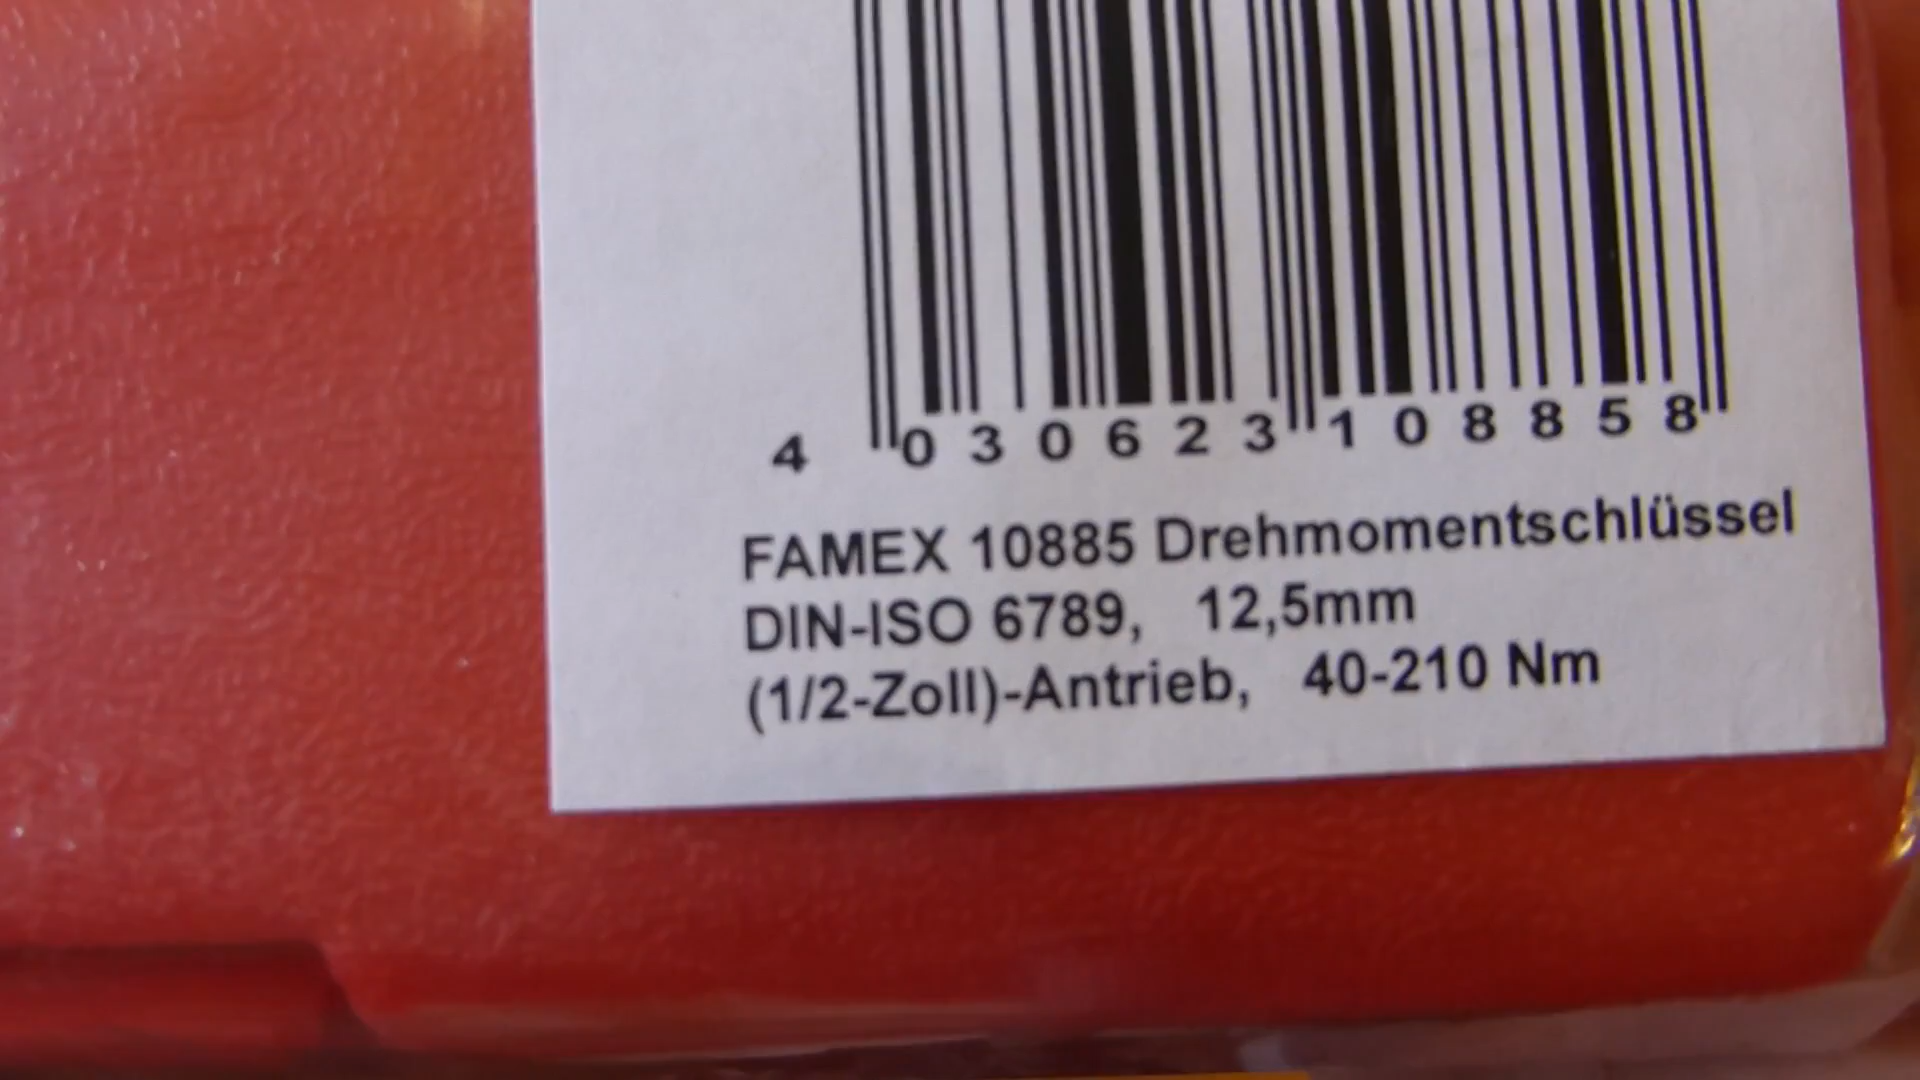 4 030623 108858
FAMEX 10885 Drehmomentschlüssel
DIN-ISO 6789, 12,5mm
(1/2-Zoll)-Antrieb, 40-210 Nm